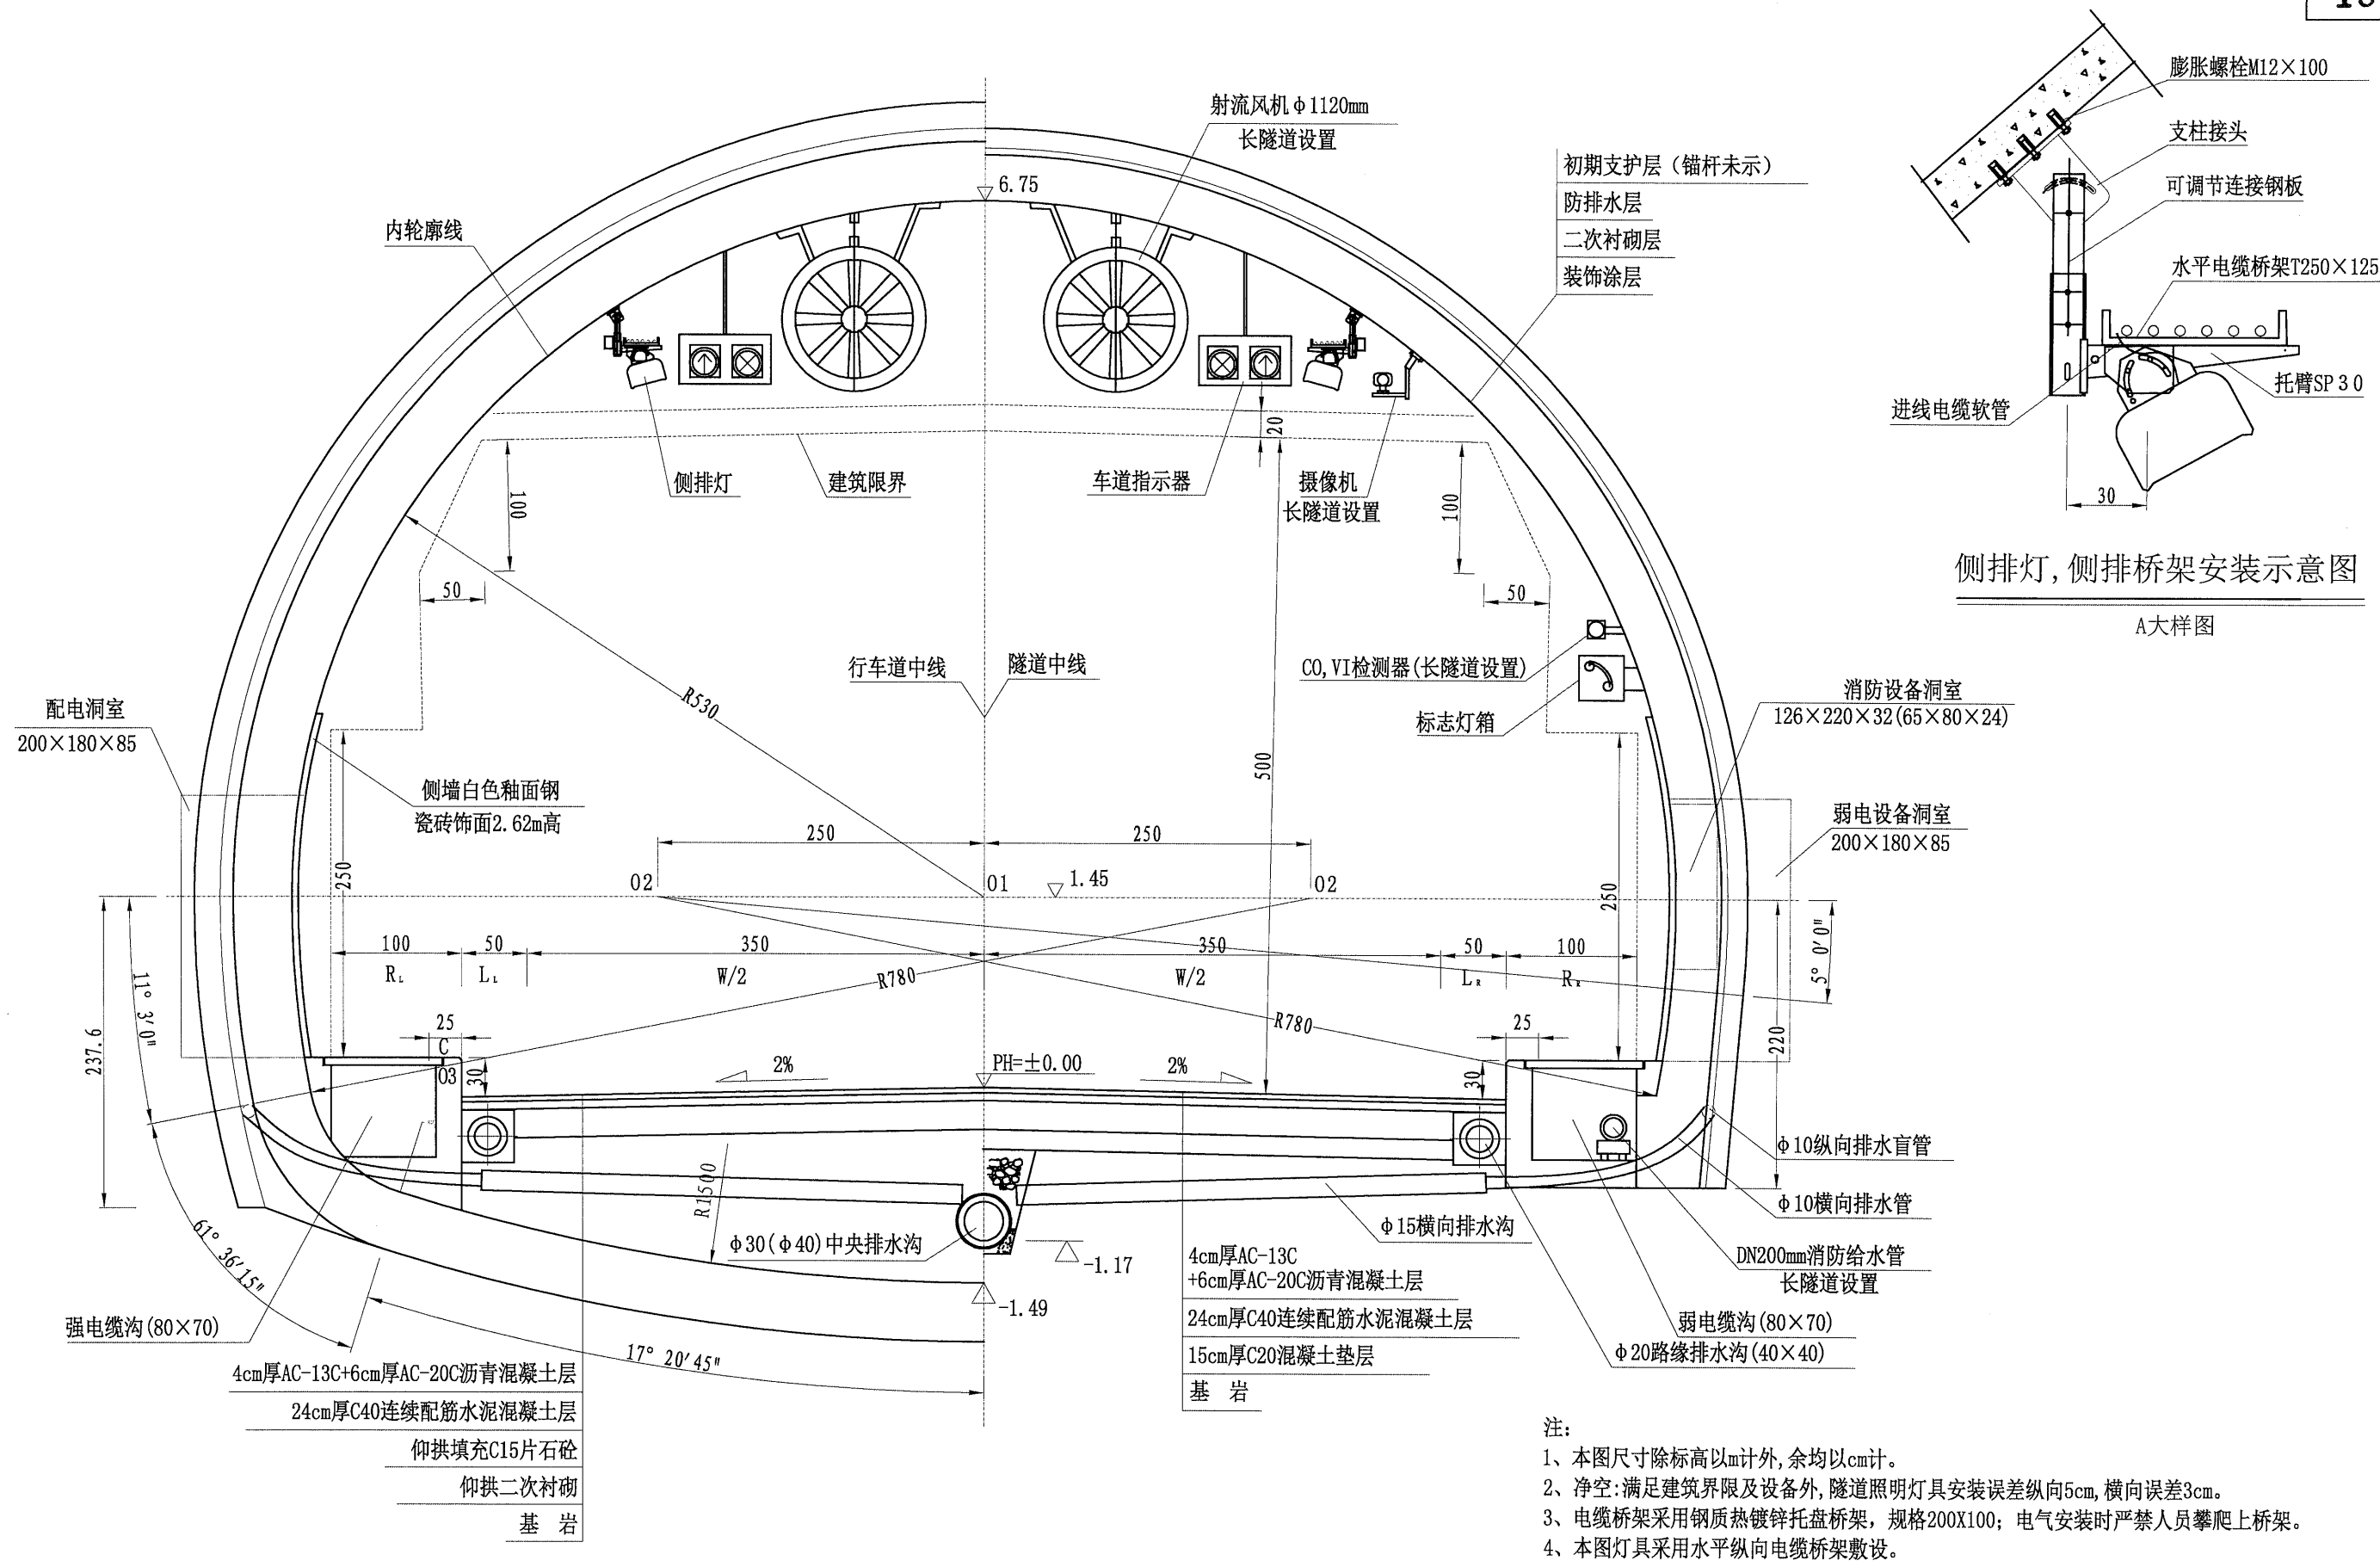 膨胀螺栓M12×100
支柱接头
可调节连接钢板
水平电缆桥架T250×125
托臂SP30
进线电缆软管
30
侧排灯,侧排桥架安装示意图
A大样图
射流风机φ1120mm
长隧道设置
6.75
内轮廓线
初期支护层（锚杆未示）
防排水层
二次衬砌层
装饰涂层
20
侧排灯
建筑限界
车道指示器
摄像机
长隧道设置
100
100
50
50
行车道中线
隧道中线
R530
500
CO,VI检测器(长隧道设置)
标志灯箱
消防设备洞室
126×220×32(65×80×24)
配电洞室
200×180×85
侧墙白色釉面钢
瓷砖饰面2.62m高
弱电设备洞室
200×180×85
250
250
250
250
O2
O1
1.45
O2
100
50
350
350
50
100
RL
LL
W/2
W/2
LR
RR
R780
R780
11° 3′0″
237.6
5° 0′0″
220
25
C
O3
30
2%
PH=±0.00
2%
25
30
R1500
φ10纵向排水盲管
φ10横向排水管
φ15横向排水沟
φ30(φ40)中央排水沟
-1.17
-1.49
DN200mm消防给水管
长隧道设置
61° 36′15″
17° 20′45″
强电缆沟(80×70)
弱电缆沟(80×70)
φ20路缘排水沟(40×40)
4cm厚AC-13C
+6cm厚AC-20C沥青混凝土层
24cm厚C40连续配筋水泥混凝土层
15cm厚C20混凝土垫层
基 岩
4cm厚AC-13C+6cm厚AC-20C沥青混凝土层
24cm厚C40连续配筋水泥混凝土层
仰拱填充C15片石砼
仰拱二次衬砌
基 岩
注:
1、本图尺寸除标高以m计外,余均以cm计。
2、净空:满足建筑界限及设备外,隧道照明灯具安装误差纵向5cm,横向误差3cm。
3、电缆桥架采用钢质热镀锌托盘桥架，规格200X100；电气安装时严禁人员攀爬上桥架。
4、本图灯具采用水平纵向电缆桥架敷设。